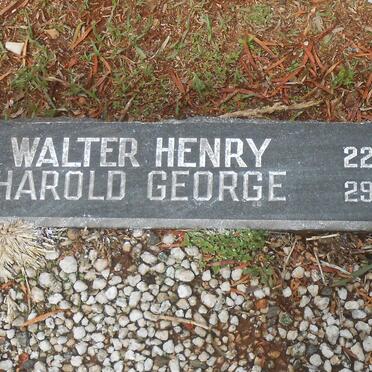 WALTER HENRY 22
HAROLD GEORGE 29